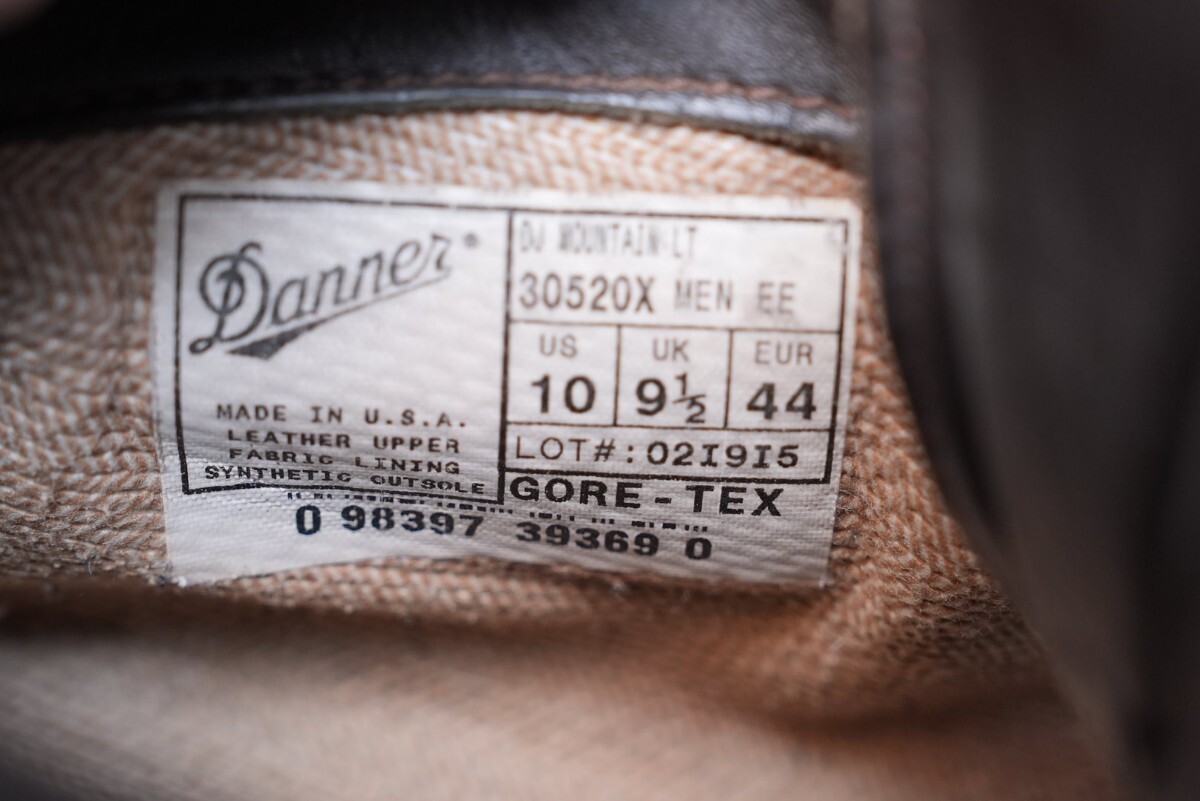 Danner®
MADE IN U.S.A.
LEATHER UPPER
FABRIC LINING
SYNTHETIC OUTSOLE
DJ MOUNTAIN LT
30520X MEN EE
US UK EUR
10 9½ 44
LOT#: 02I9I5
GORE-TEX
0 98397 39369 0